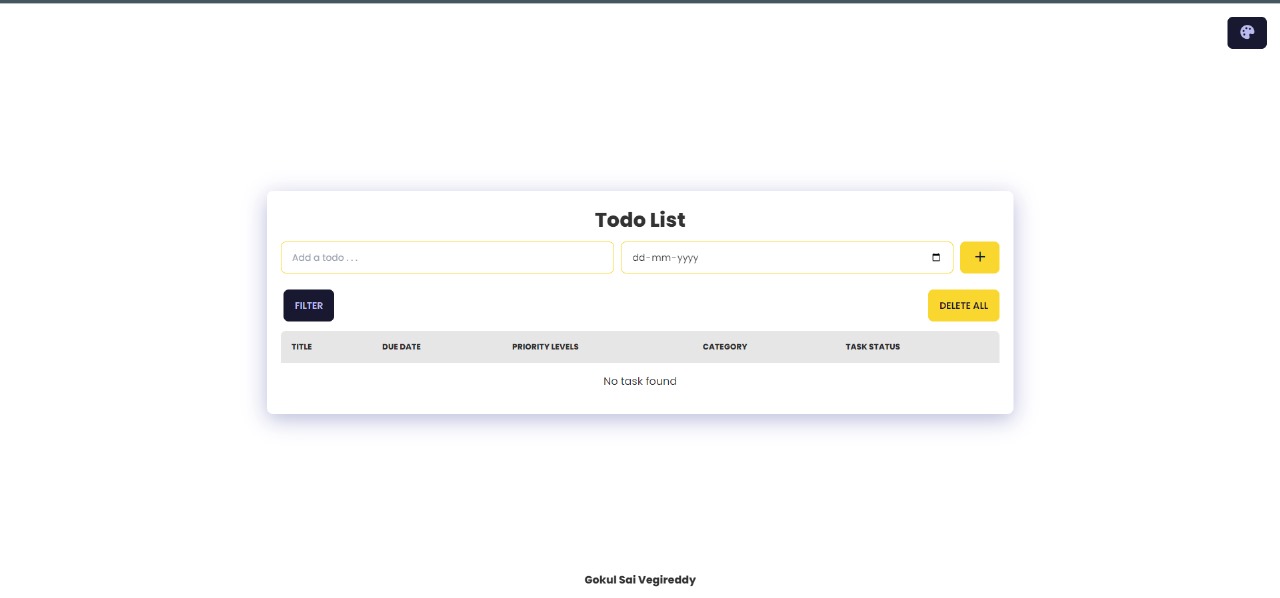 Todo List
Add a todo . . .
dd-mm-yyyy
+
FILTER
DELETE ALL
TITLE DUE DATE PRIORITY LEVELS CATEGORY TASK STATUS
No task found
Gokul Sai Vegireddy